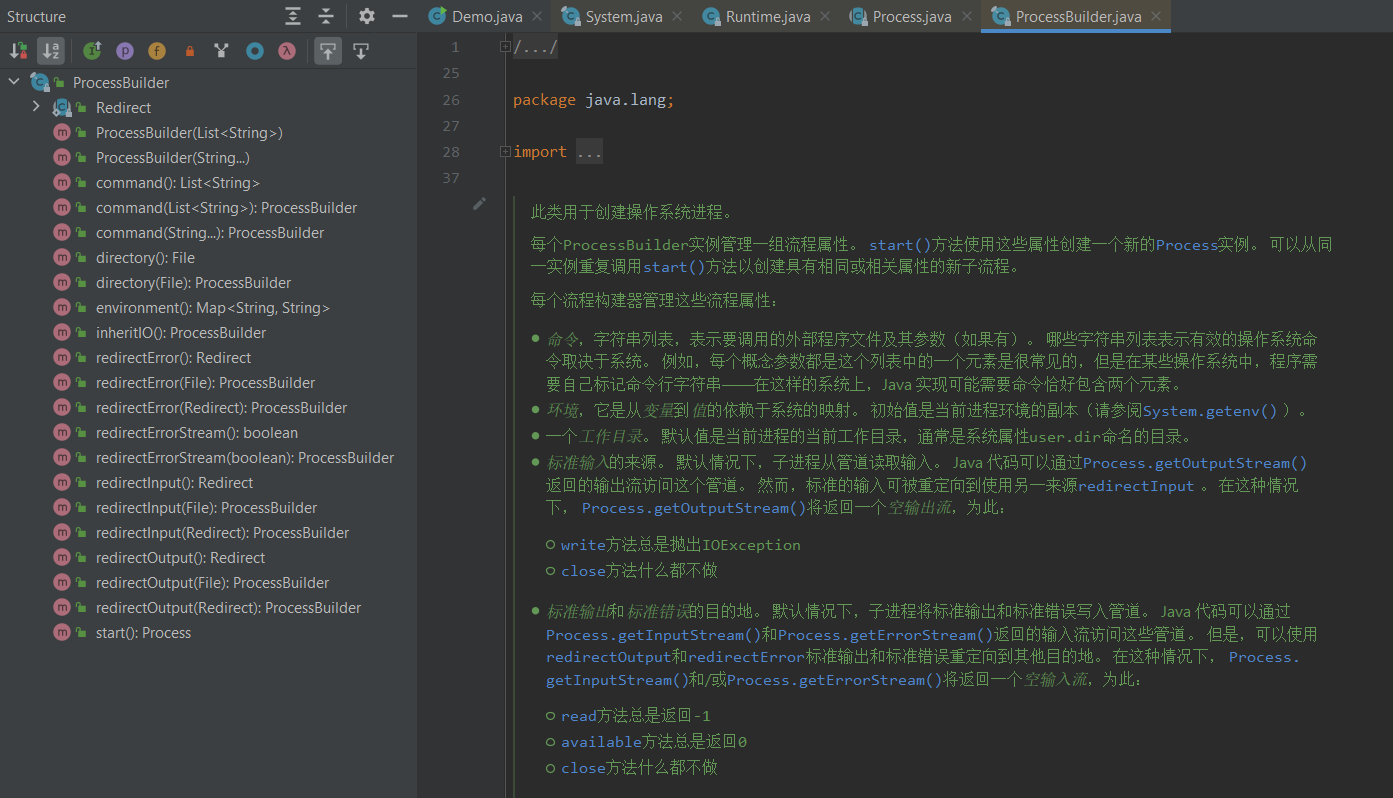 Structure
Demo.java
System.java
Runtime.java
Process.java
ProcessBuilder.java
ProcessBuilder
Redirect
ProcessBuilder(List<String>)
ProcessBuilder(String...)
command(): List<String>
command(List<String>): ProcessBuilder
command(String...): ProcessBuilder
directory(): File
directory(File): ProcessBuilder
environment(): Map<String, String>
inheritIO(): ProcessBuilder
redirectError(): Redirect
redirectError(File): ProcessBuilder
redirectError(Redirect): ProcessBuilder
redirectErrorStream(): boolean
redirectErrorStream(boolean): ProcessBuilder
redirectInput(): Redirect
redirectInput(File): ProcessBuilder
redirectInput(Redirect): ProcessBuilder
redirectOutput(): Redirect
redirectOutput(File): ProcessBuilder
redirectOutput(Redirect): ProcessBuilder
start(): Process
1 /.../
25
26 package java.lang;
27
28 import ...
37
此类用于创建操作系统进程。
每个ProcessBuilder实例管理一组流程属性。 start()方法使用这些属性创建一个新的Process实例。 可以从同
一实例重复调用start()方法以创建具有相同或相关属性的新子流程。
每个流程构建器管理这些流程属性：
命令，字符串列表，表示要调用的外部程序文件及其参数（如果有）。 哪些字符串列表表示有效的操作系统命
令取决于系统。 例如，每个概念参数都是这个列表中的一个元素是很常见的，但是在某些操作系统中，程序需
要自己标记命令行字符串——在这样的系统上，Java 实现可能需要命令恰好包含两个元素。
环境，它是从变量到值的依赖于系统的映射。 初始值是当前进程环境的副本（请参阅System.getenv() ）。
一个工作目录。 默认值是当前进程的当前工作目录，通常是系统属性user.dir命名的目录。
标准输入的来源。 默认情况下，子进程从管道读取输入。 Java 代码可以通过Process.getOutputStream()
返回的输出流访问这个管道。 然而，标准的输入可被重定向到使用另一来源redirectInput 。 在这种情况
下， Process.getOutputStream()将返回一个空输出流，为此：
write方法总是抛出IOException
close方法什么都不做
标准输出和标准错误的目的地。 默认情况下，子进程将标准输出和标准错误写入管道。 Java 代码可以通过
Process.getInputStream()和Process.getErrorStream()返回的输入流访问这些管道。 但是，可以使用
redirectOutput和redirectError标准输出和标准错误重定向到其他目的地。 在这种情况下， Process.
getInputStream()和/或Process.getErrorStream()将返回一个空输入流，为此：
read方法总是返回-1
available方法总是返回0
close方法什么都不做